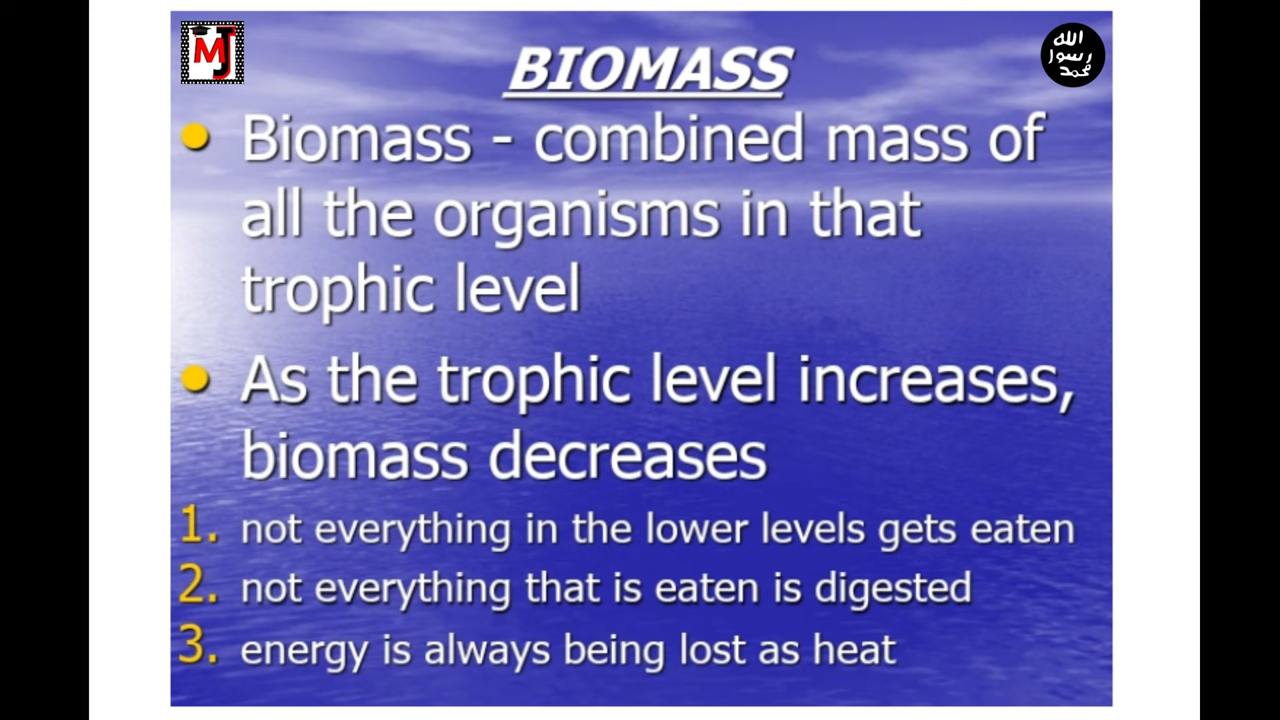 MJ
الله
رسول
محمد
BIOMASS
• Biomass - combined mass of
all the organisms in that
trophic level
• As the trophic level increases,
biomass decreases
1. not everything in the lower levels gets eaten
2. not everything that is eaten is digested
3. energy is always being lost as heat